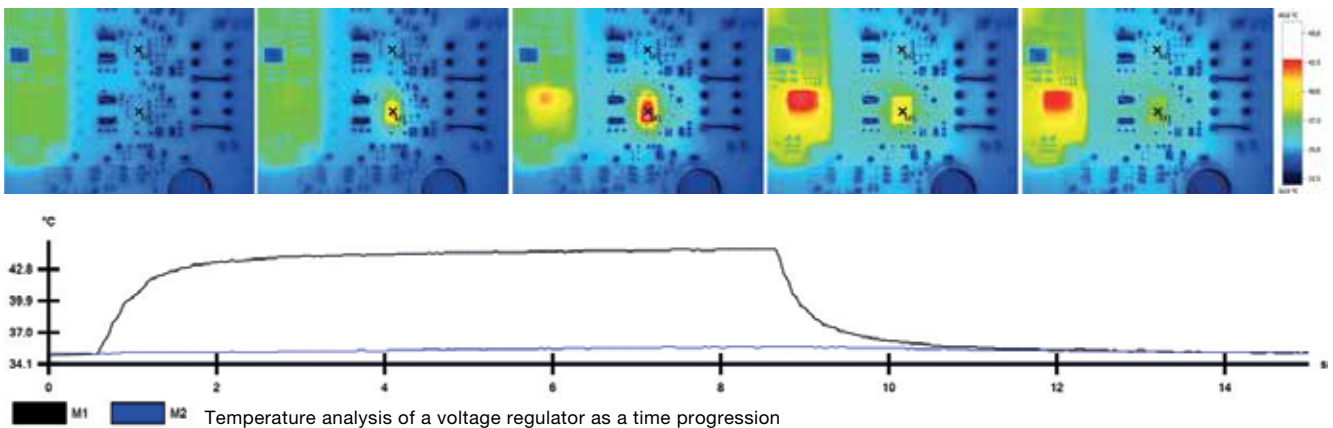 °C
42.8
39.9
37.0
34.1
0 2 4 6 8 10 12 14 s
M1 M2 Temperature analysis of a voltage regulator as a time progression